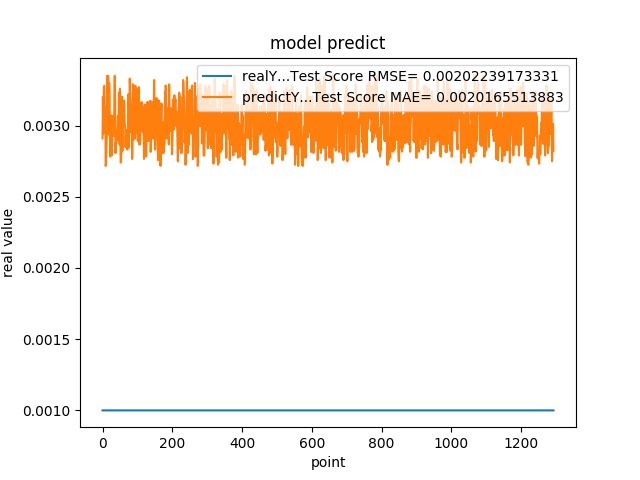 model predict
realY...Test Score RMSE= 0.00202239173331
predictY...Test Score MAE= 0.0020165513883
0.0030
0.0025
0.0020
0.0015
0.0010
real value
0 200 400 600 800 1000 1200
point